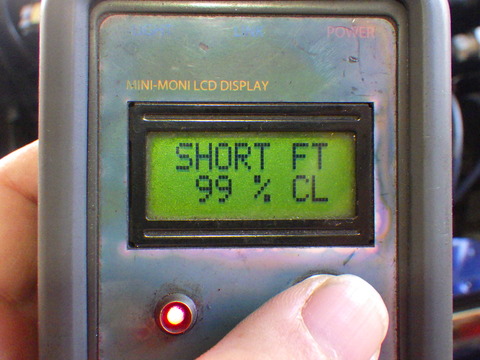 POWER
MINI-MONI LCD DISPLAY
SHORT FT
99 % CL